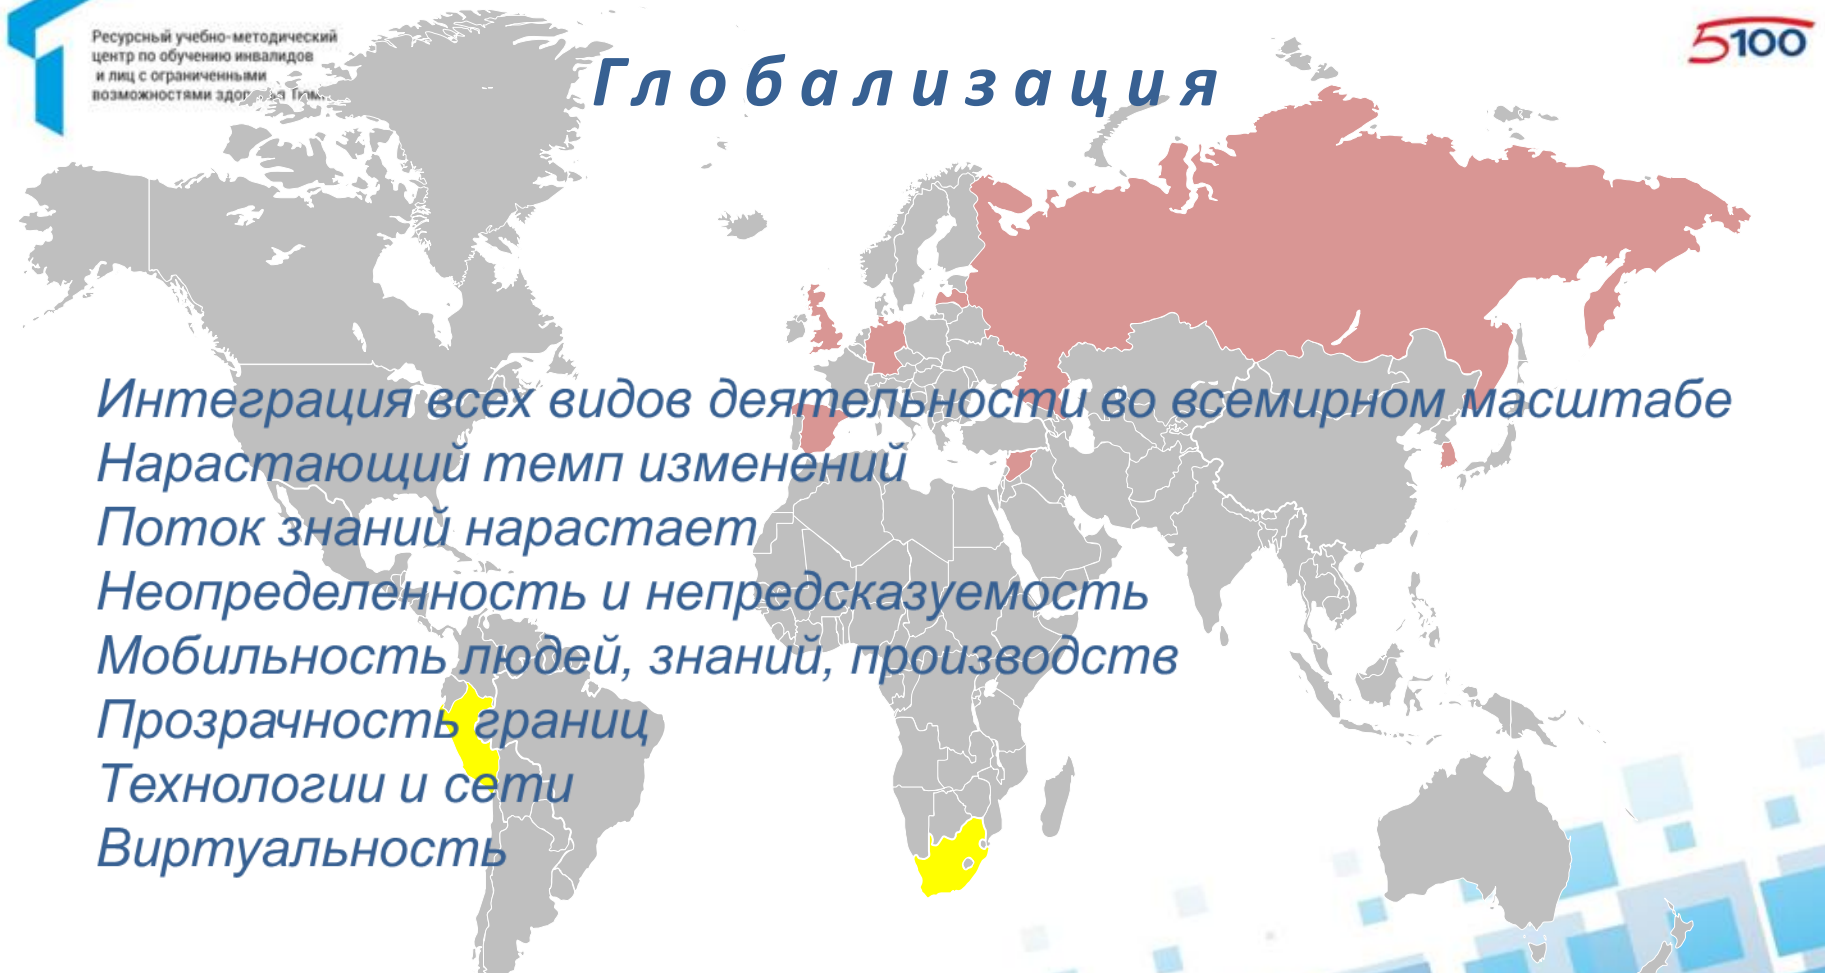 Ресурсный учебно-методический
центр по обучению инвалидов
и лиц с ограниченными
возможностями
5100
Глобализация
Интеграция всех видов деятельности во всемирном масштабе
Нарастающий темп изменений
Поток знаний нарастает
Неопределенность и непредсказуемость
Мобильность людей, знаний, производств
Прозрачность границ
Технологии и сети
Виртуальность